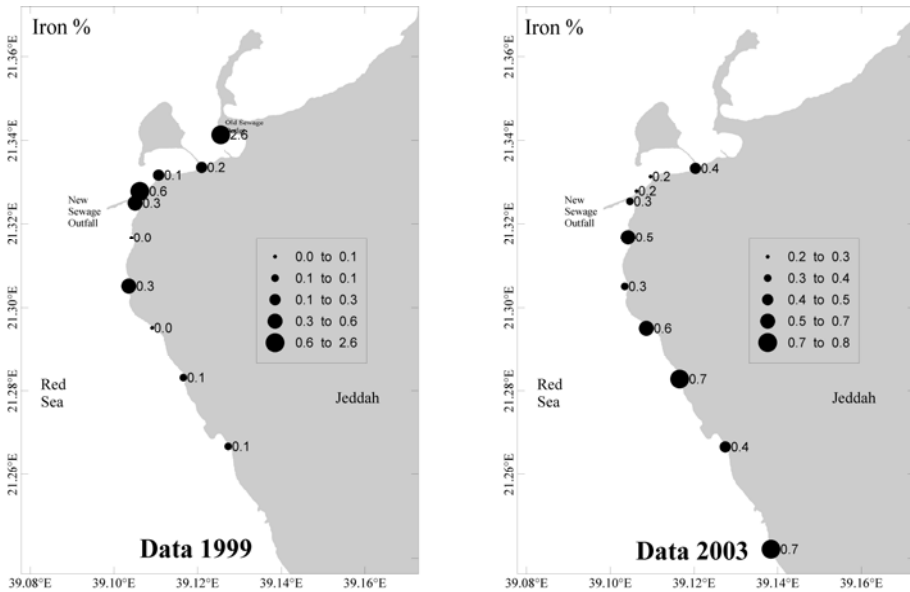 Iron %
21.36°E
21.34°E
21.32°E
21.30°E
21.28°E
21.26°E
Old Sewage
2.6
0.2
0.1
0.6
0.3
New
Sewage
Outfall
0.0
0.3
0.0
0.1
0.1
0.0 to 0.1
0.1 to 0.1
0.1 to 0.3
0.3 to 0.6
0.6 to 2.6
Red
Sea
Jeddah
Data 1999
39.08°E 39.10°E 39.12°E 39.14°E 39.16°E
Iron %
21.36°E
21.34°E
21.32°E
21.30°E
21.28°E
21.26°E
0.4
0.2
0.2
0.3
New
Sewage
Outfall
0.5
0.3
0.6
0.7
0.4
0.7
0.2 to 0.3
0.3 to 0.4
0.4 to 0.5
0.5 to 0.7
0.7 to 0.8
Red
Sea
Jeddah
Data 2003
39.08°E 39.10°E 39.12°E 39.14°E 39.16°E